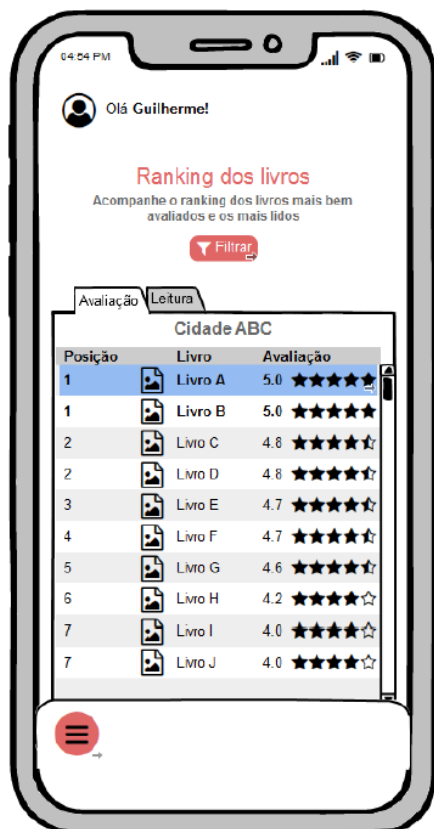 04:54 PM
Olá Guilherme!
Ranking dos livros
Acompanhe o ranking dos livros mais bem
avaliados e os mais lidos
Filtrar
Avaliação Leitura
Cidade ABC
Posição Livro Avaliação
1 Livro A 5.0
1 Livro B 5.0
2 Livro C 4.8
2 Livro D 4.8
3 Livro E 4.7
4 Livro F 4.7
5 Livro G 4.6
6 Livro H 4.2
7 Livro I 4.0
7 Livro J 4.0